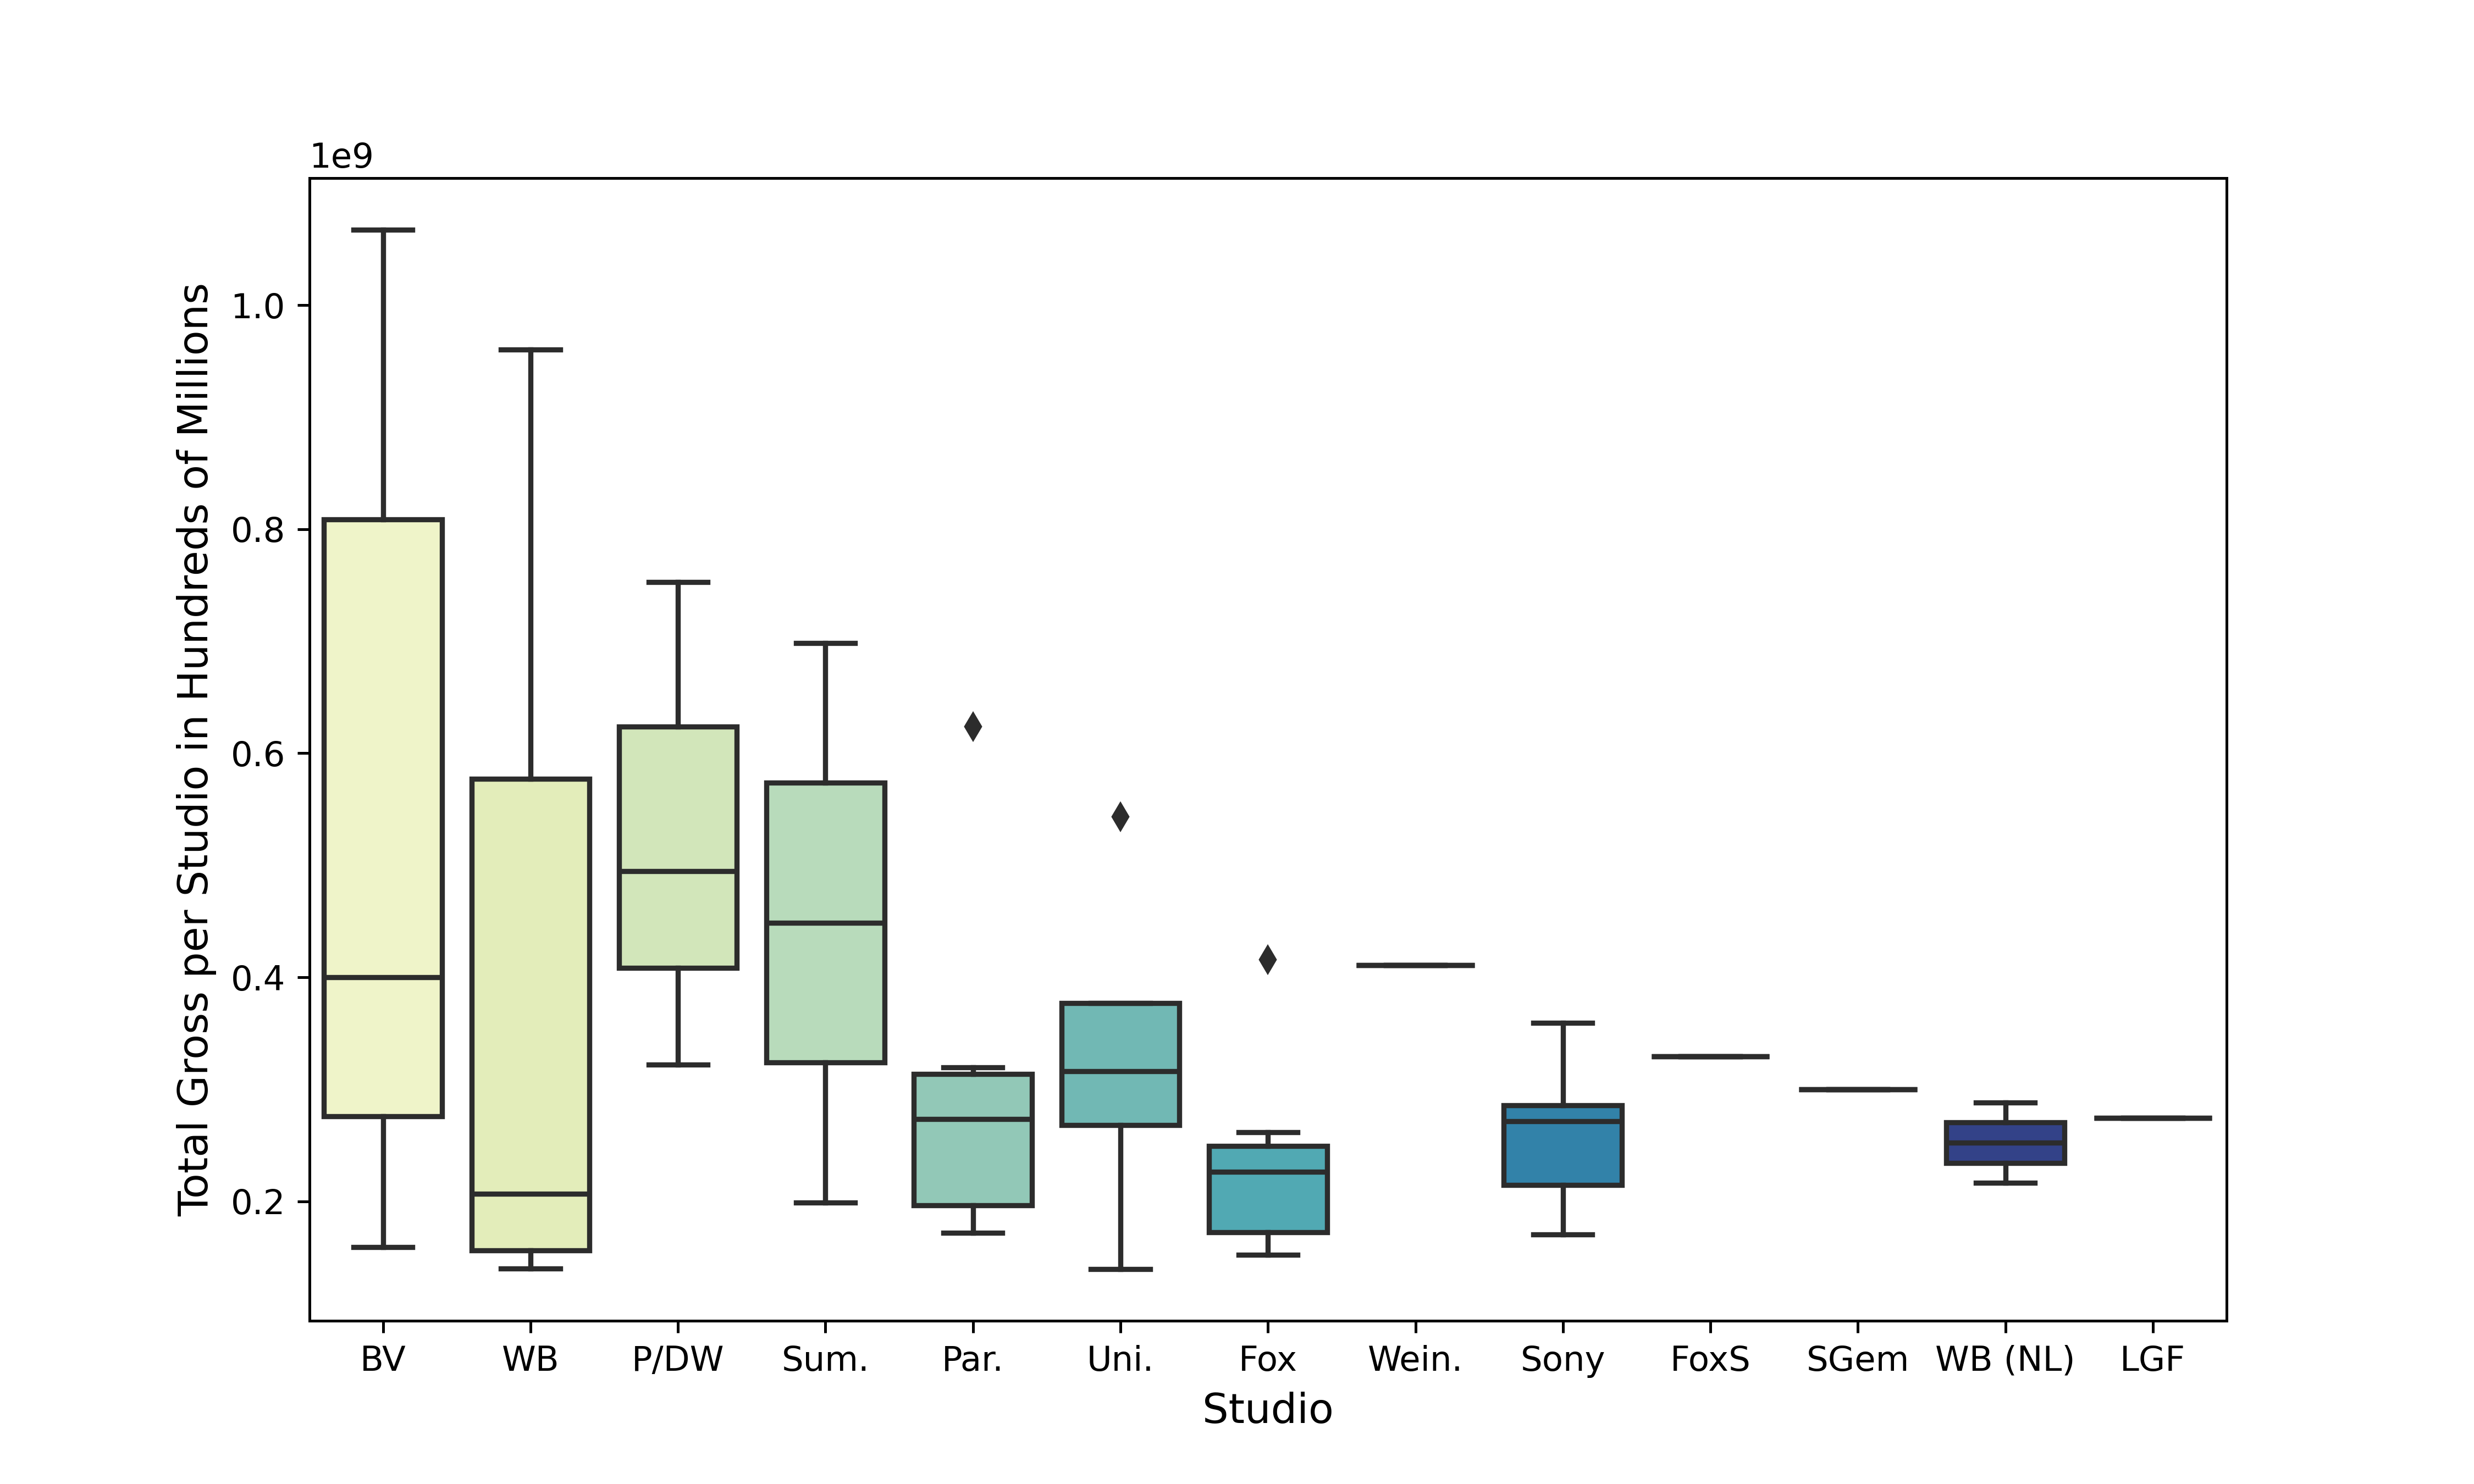 1e9
Total Gross per Studio in Hundreds of Millions
1.0
0.8
0.6
0.4
0.2
BV WB P/DW Sum. Par. Uni. Fox Wein. Sony FoxS SGem WB (NL) LGF
Studio